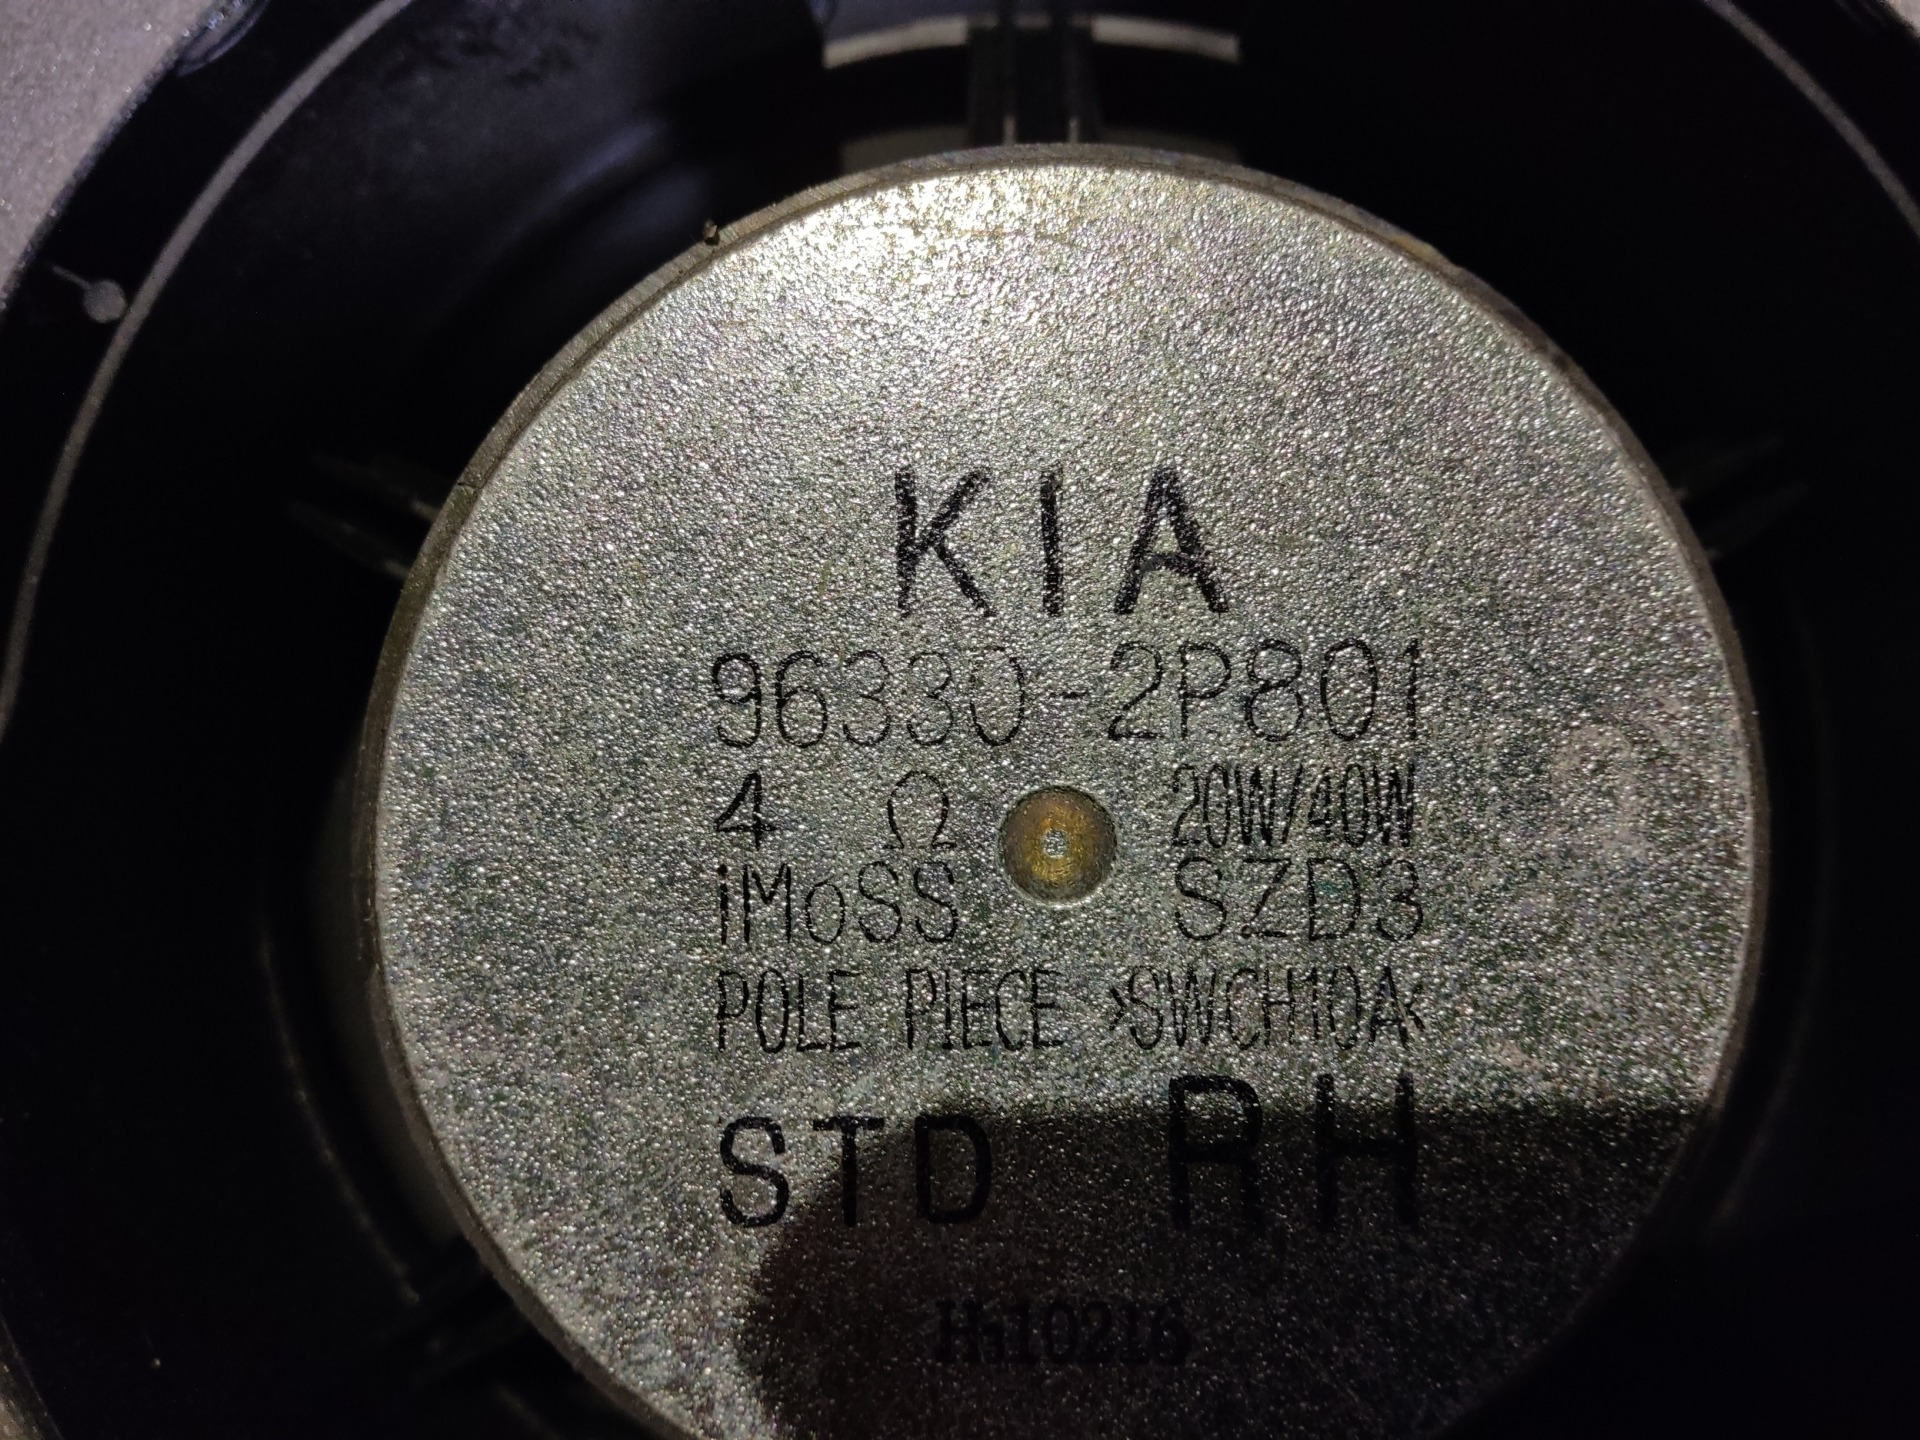 KIA
96330-2P801
4 Ω 20W/40W
iMoSS SZD3
POLE PIECE >SWCH10A<
STD RH